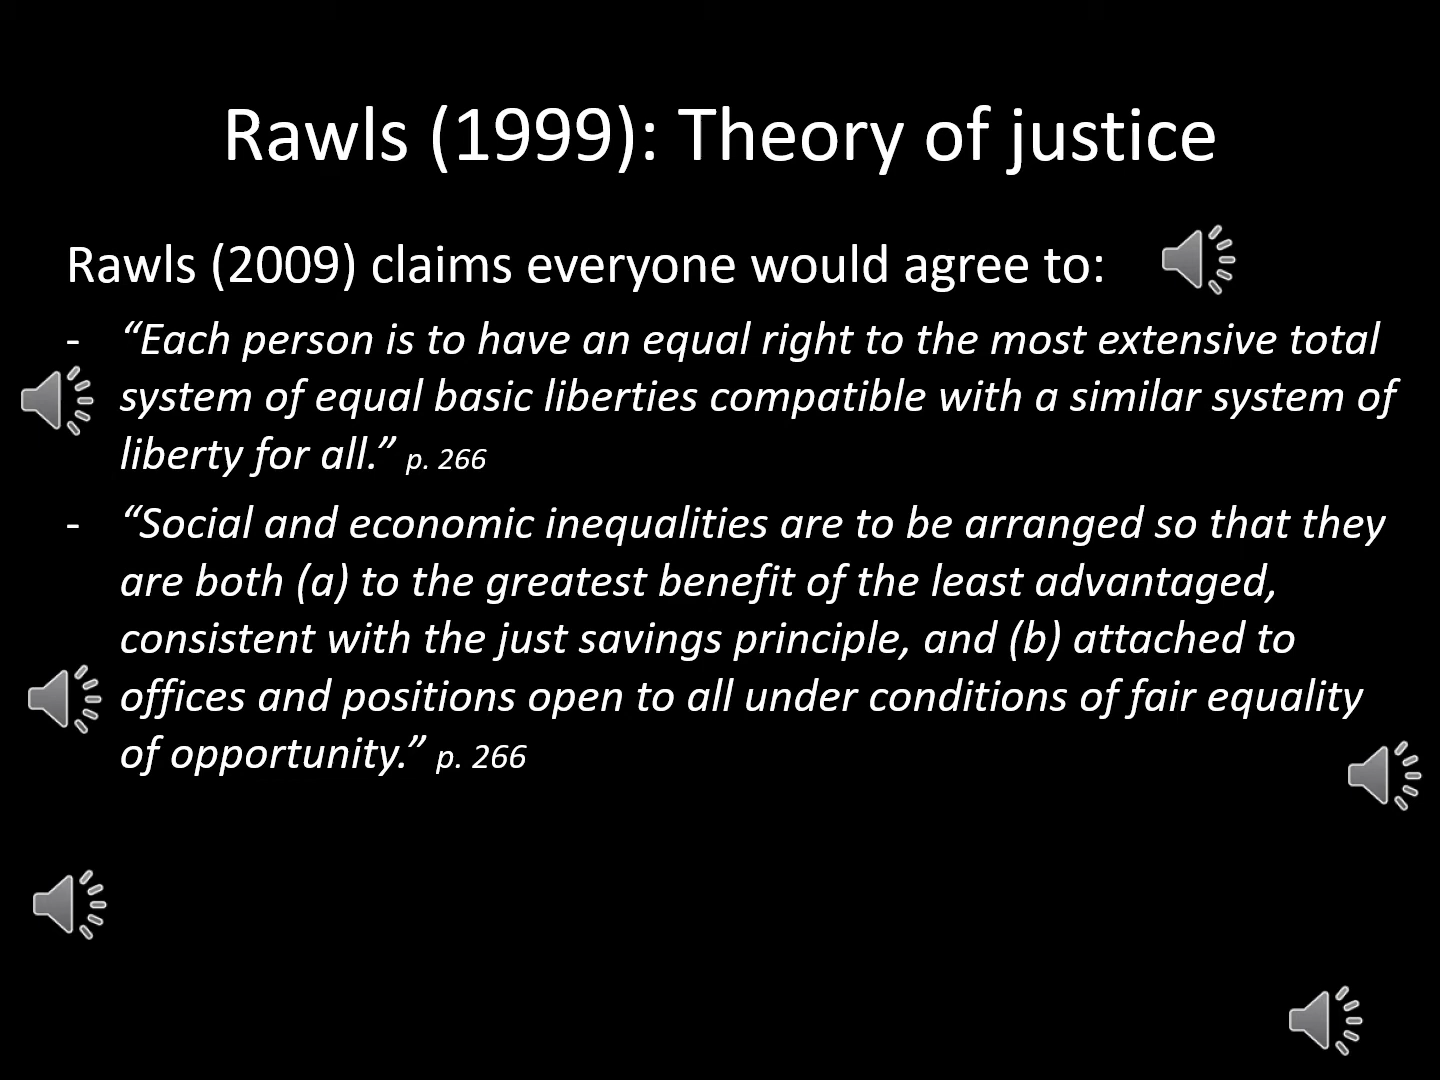 Rawls (1999): Theory of justice
Rawls (2009) claims everyone would agree to:
- “Each person is to have an equal right to the most extensive total
system of equal basic liberties compatible with a similar system of
liberty for all.” p. 266
- “Social and economic inequalities are to be arranged so that they
are both (a) to the greatest benefit of the least advantaged,
consistent with the just savings principle, and (b) attached to
offices and positions open to all under conditions of fair equality
of opportunity.” p. 266